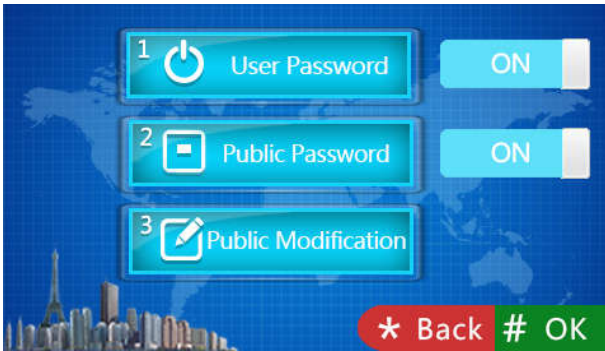 1 User Password ON
2 Public Password ON
3 Public Modification
* Back # OK